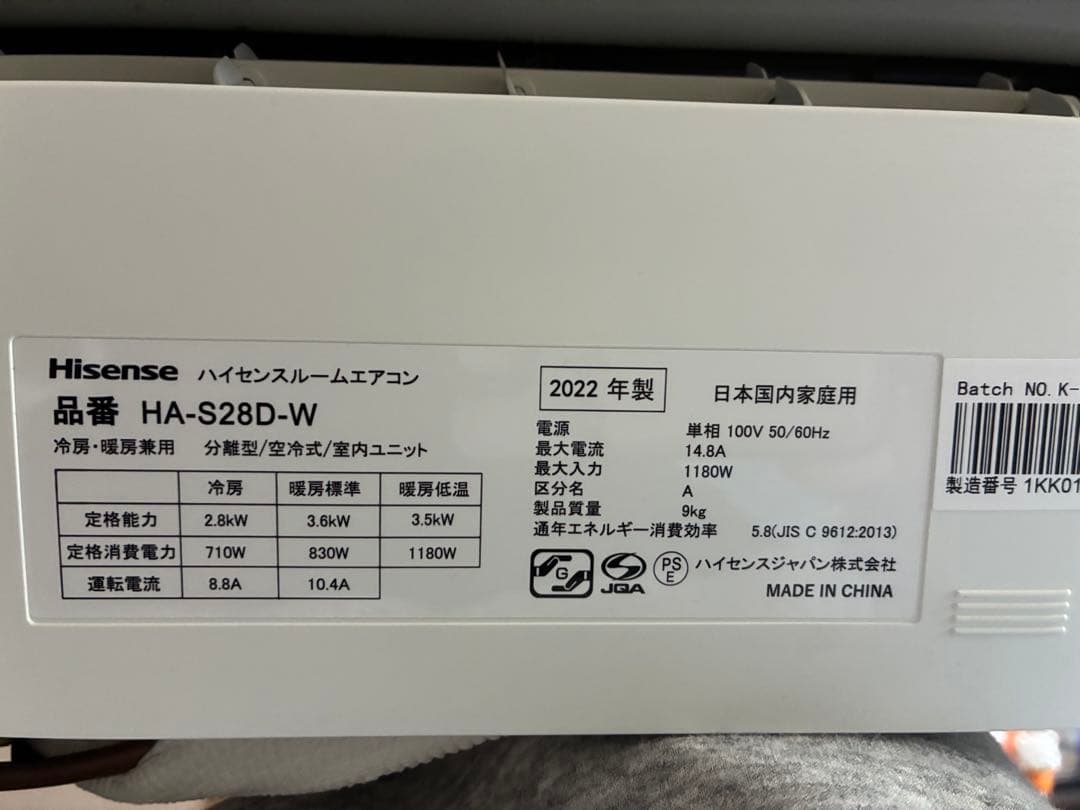 Hisense ハイセンスルームエアコン
品番 HA-S28D-W
冷房・暖房兼用 分離型/空冷式/室内ユニット
冷房 暖房標準 暖房低温
定格能力 2.8kW 3.6kW 3.5kW
定格消費電力 710W 830W 1180W
運転電流 8.8A 10.4A
2022 年製 日本国内家庭用
電源 単相 100V 50/60Hz
最大電流 14.8A
最大入力 1180W
区分名 A
製品質量 9kg
通年エネルギー消費効率 5.8(JIS C 9612:2013)
G JQA PS E ハイセンスジャパン株式会社
MADE IN CHINA
Batch NO. K-
製造番号 1KK01